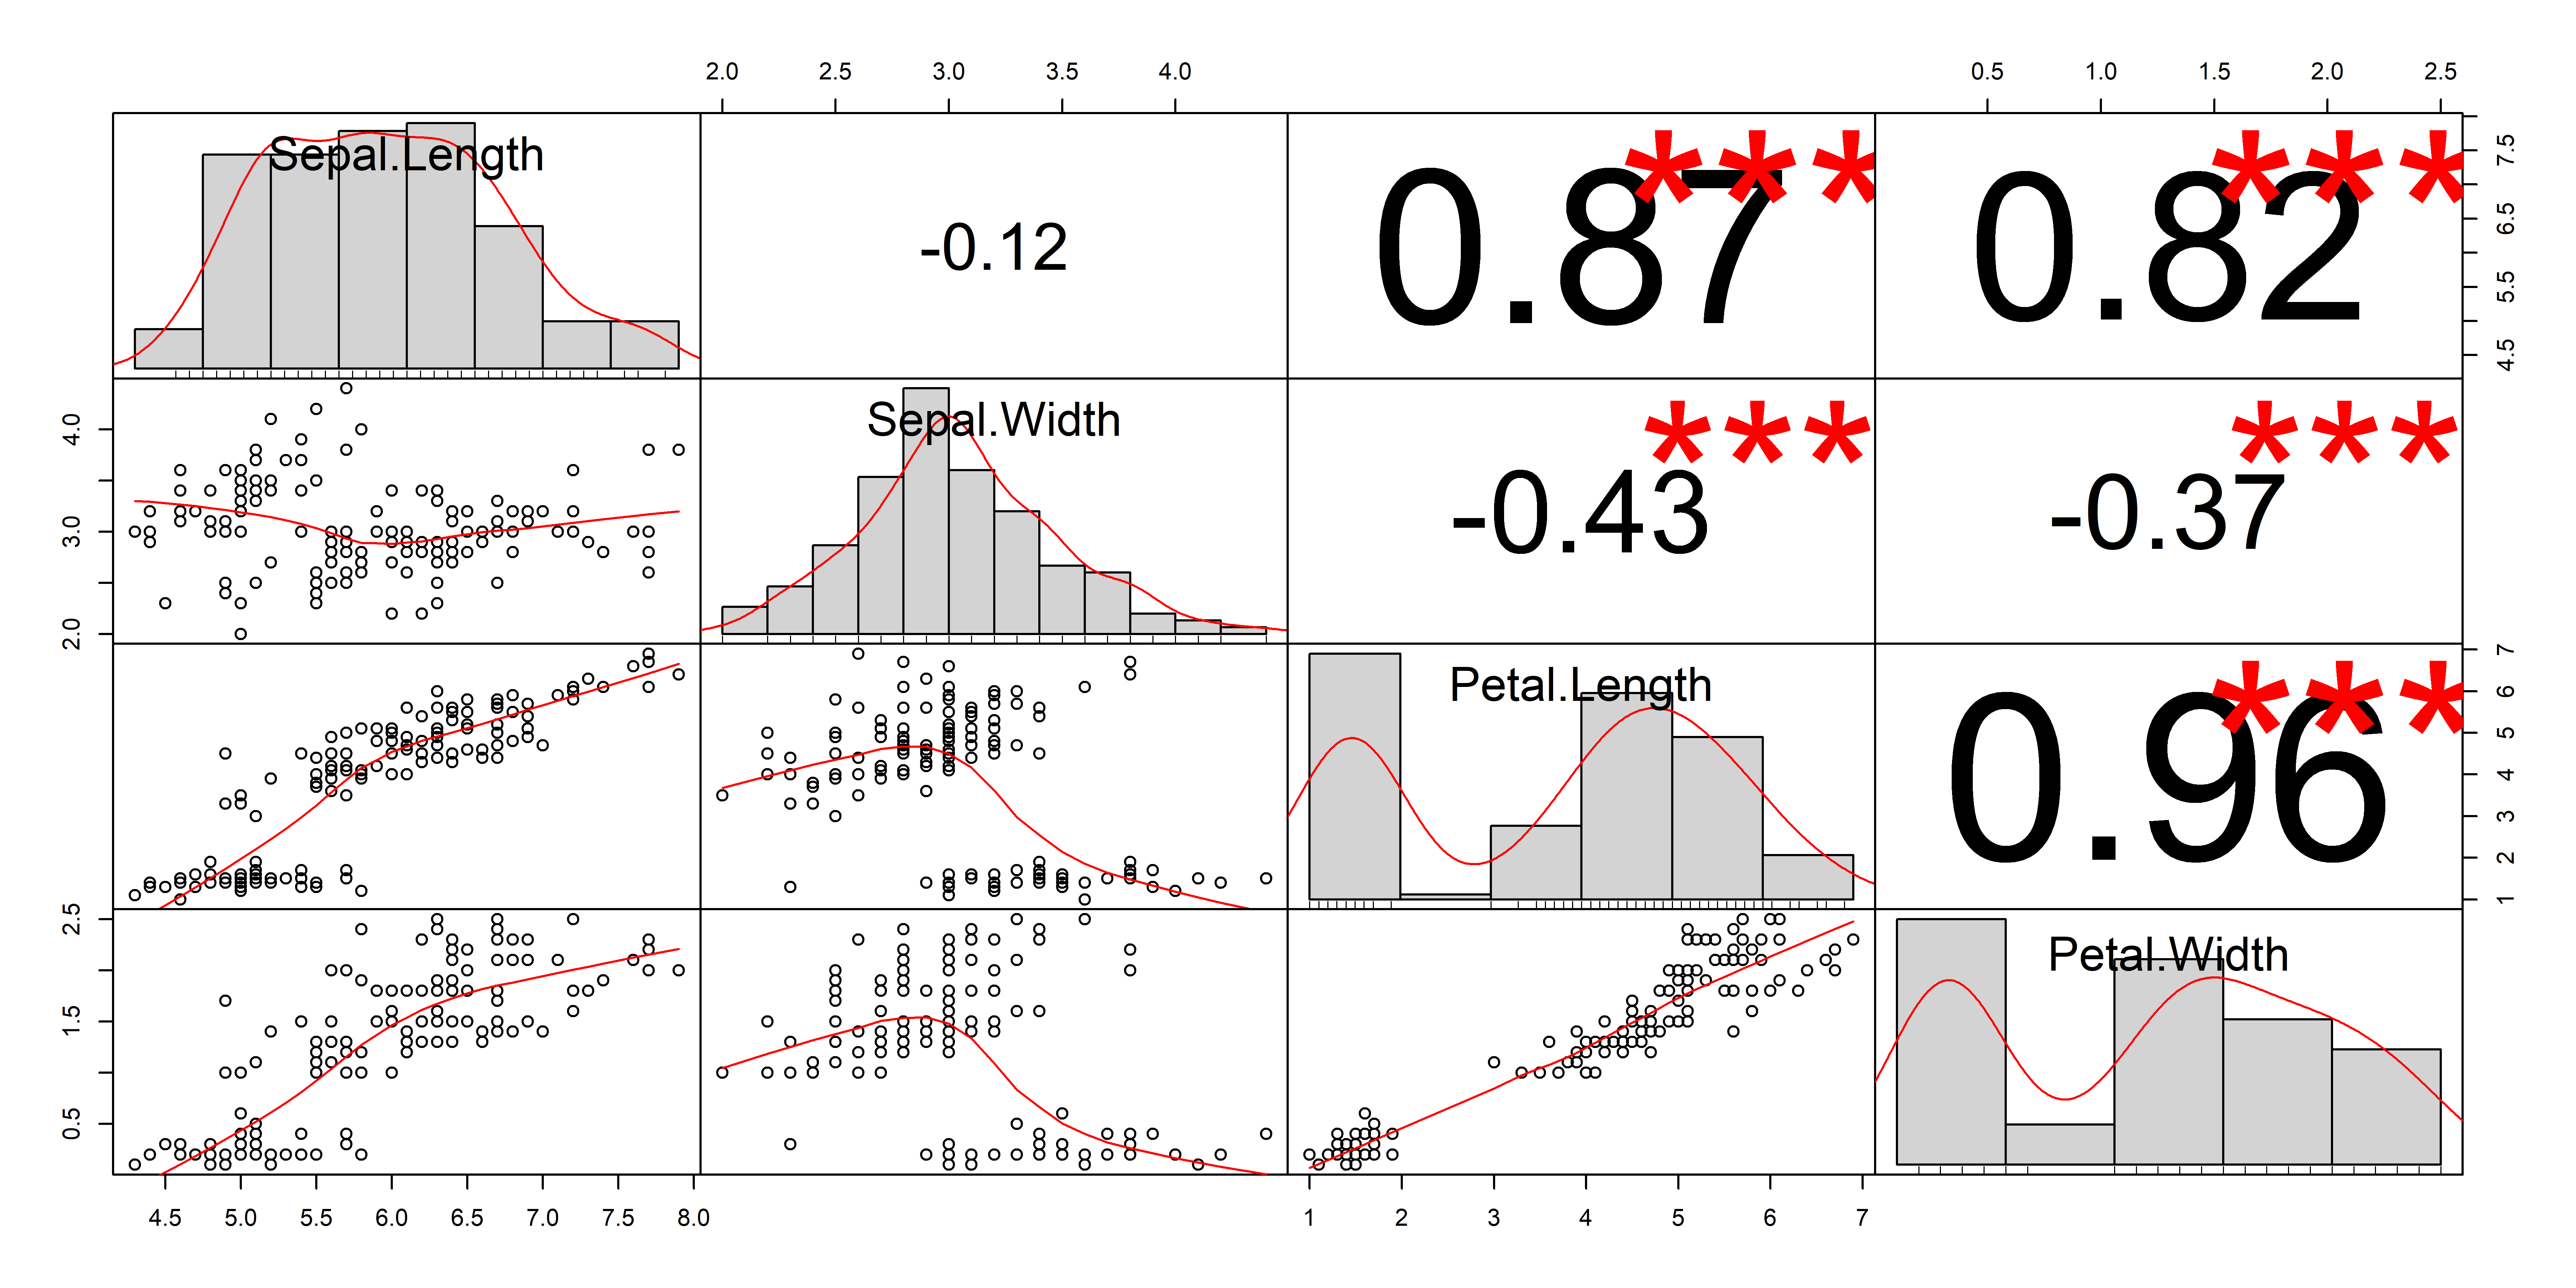 2.0 2.5 3.0 3.5 4.0 0.5 1.0 1.5 2.0 2.5
Sepal.Length -0.12 0.87 *** 0.82 *** 4.5 5.5 6.5 7.5
2.0 3.0 4.0 Sepal.Width -0.43 *** -0.37 ***
Petal.Length 0.96 *** 1 2 3 4 5 6 7
0.5 1.5 2.5 Petal.Width
4.5 5.0 5.5 6.0 6.5 7.0 7.5 8.0 1 2 3 4 5 6 7